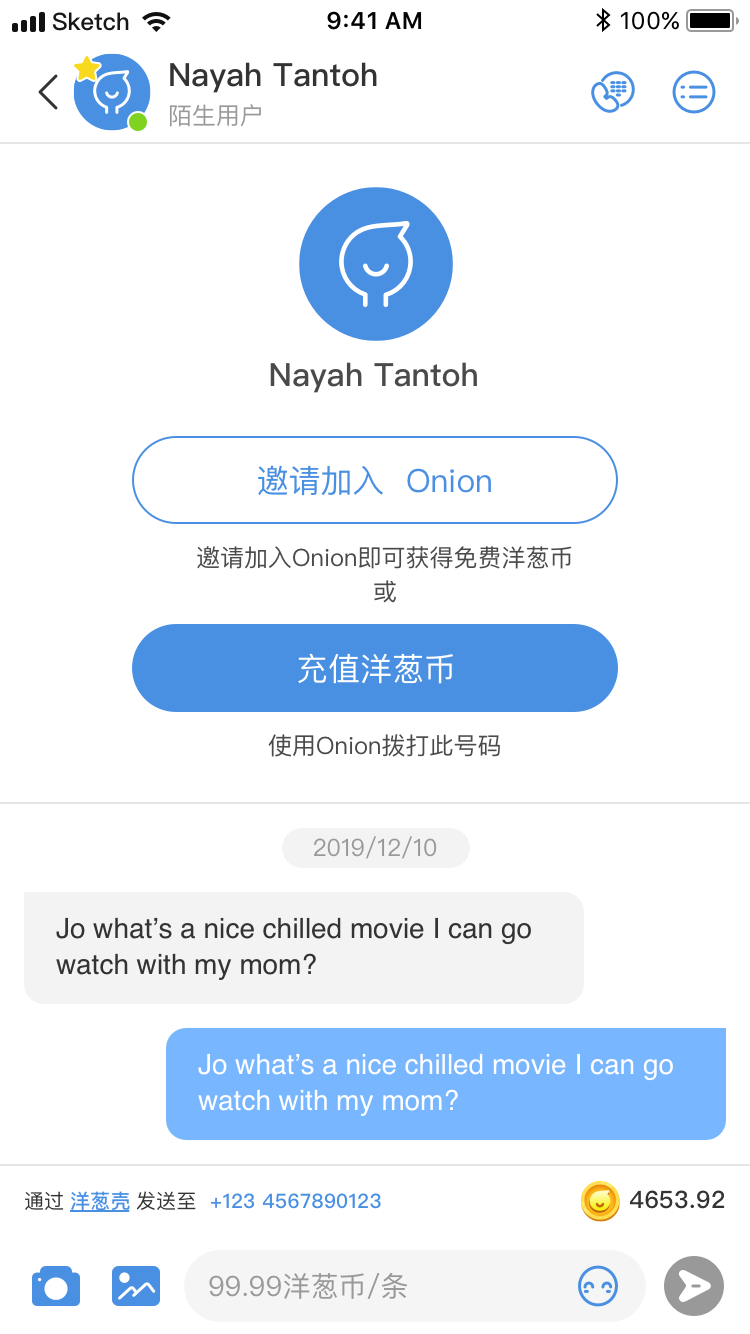 Sketch 9:41 AM 100%
Nayah Tantoh
陌生用户
Nayah Tantoh
邀请加入 Onion
邀请加入Onion即可获得免费洋葱币
或
充值洋葱币
使用Onion拨打此号码
2019/12/10
Jo what’s a nice chilled movie I can go
watch with my mom?
Jo what’s a nice chilled movie I can go
watch with my mom?
通过 洋葱壳 发送至 +123 4567890123 4653.92
99.99洋葱币/条